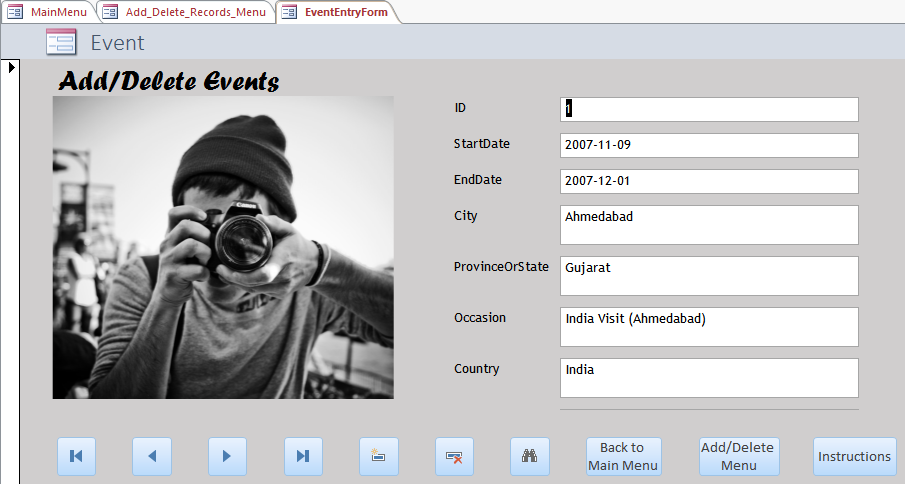 MainMenu
Add_Delete_Records_Menu
EventEntryForm
Event
Add/Delete Events
ID
1
StartDate
2007-11-09
EndDate
2007-12-01
City
Ahmedabad
ProvinceOrState
Gujarat
Occasion
India Visit (Ahmedabad)
Country
India
Back to
Main Menu
Add/Delete
Menu
Instructions